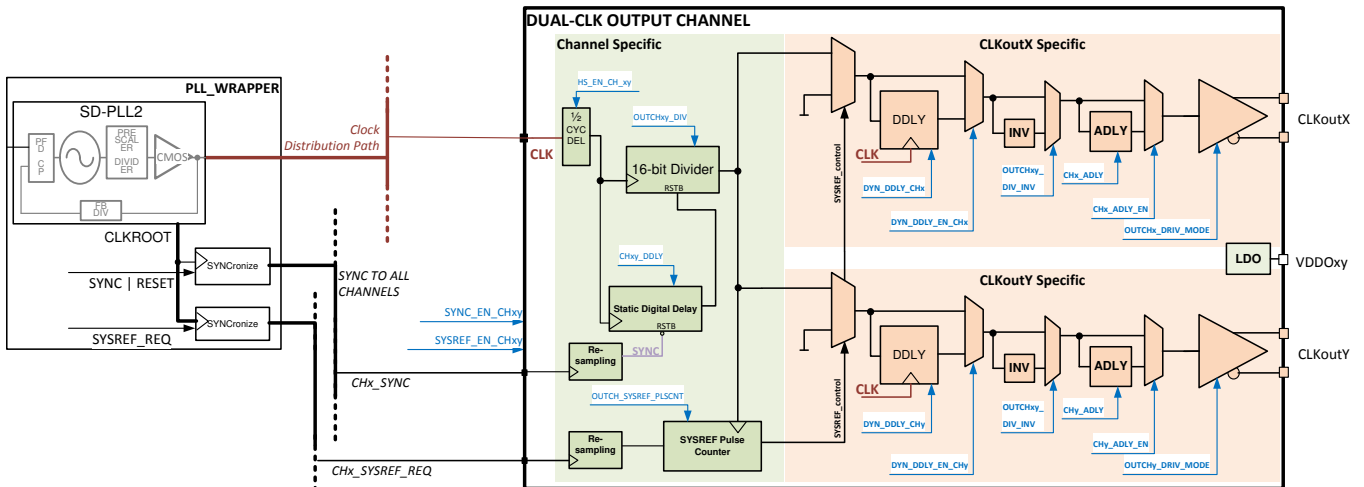 DUAL-CLK OUTPUT CHANNEL
Channel Specific
CLKoutX Specific
PLL_WRAPPER
SD-PLL2
PF
D
C
P
PRE
SCAL
ER
DIVID
ER
CMOS
FB
DIV
CLKROOT
SYNCronize
SYNC | RESET
SYNCronize
SYSREF_REQ
Clock
Distribution Path
SYNC TO ALL
CHANNELS
SYNC_EN_CHxy
SYSREF_EN_CHxy
CHx_SYNC
CHx_SYSREF_REQ
HS_EN_CH_xy
½
CYC
DEL
CLK
OUTCHxy_DIV
16-bit Divider
RSTB
CHxy_DDLY
Static Digital Delay
RSTB
Re-
sampling
SYNC
OUTCH_SYSREF_PLSCNT
Re-
sampling
SYSREF Pulse
Counter
SYSREF_control
DDLY
CLK
DYN_DDLY_CHx
DYN_DDLY_EN_CHx
INV
OUTCHxy_
DIV_INV
ADLY
CHx_ADLY
CHx_ADLY_EN
OUTCHx_DRIV_MODE
CLKoutX
LDO
VDDOxy
CLKoutY Specific
SYSREF_control
DDLY
CLK
DYN_DDLY_CHy
DYN_DDLY_EN_CHy
INV
OUTCHxy_
DIV_INV
ADLY
CHy_ADLY
CHy_ADLY_EN
OUTCHy_DRIV_MODE
CLKoutY